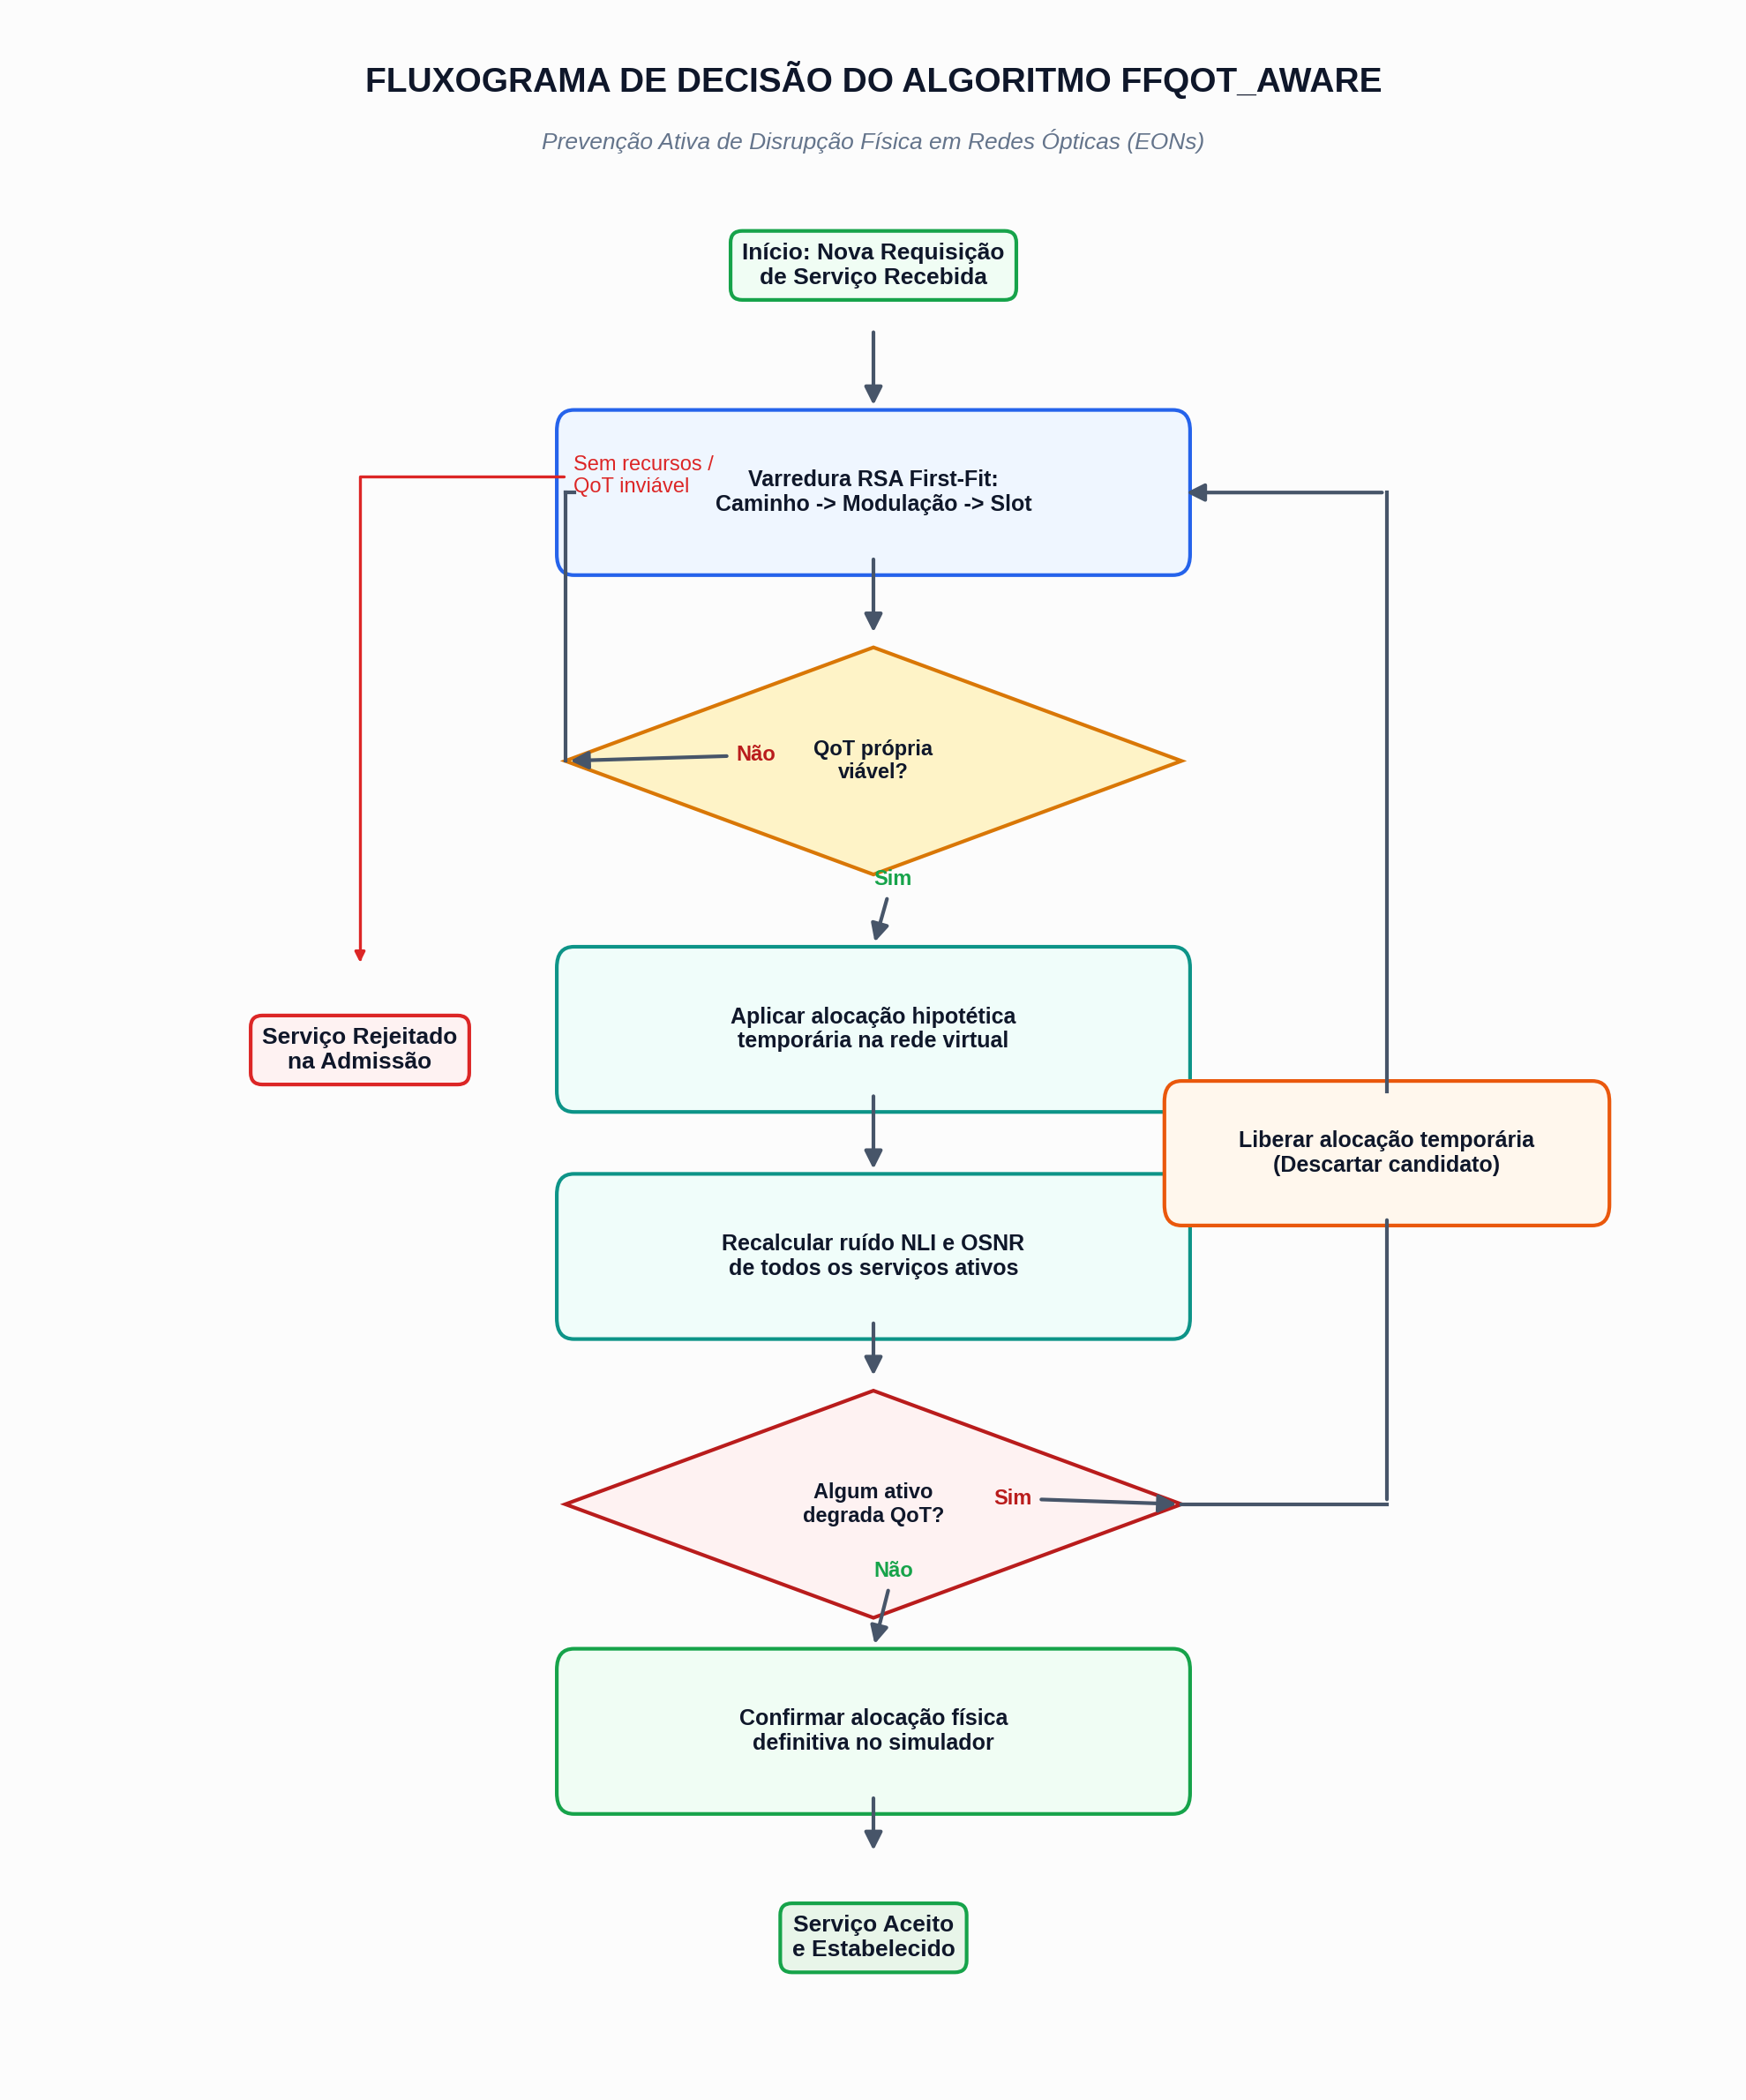 FLUXOGRAMA DE DECISÃO DO ALGORITMO FFQOT_AWARE
Prevenção Ativa de Disrupção Física em Redes Ópticas (EONs)
Início: Nova Requisição
de Serviço Recebida
Sem recursos /
QoT inviável
Varredura RSA First-Fit:
Caminho -> Modulação -> Slot
Não
QoT própria
viável?
Sim
Aplicar alocação hipotética
temporária na rede virtual
Serviço Rejeitado
na Admissão
Liberar alocação temporária
(Descartar candidato)
Recalcular ruído NLI e OSNR
de todos os serviços ativos
Algum ativo
degrada QoT?
Sim
Não
Confirmar alocação física
definitiva no simulador
Serviço Aceito
e Estabelecido